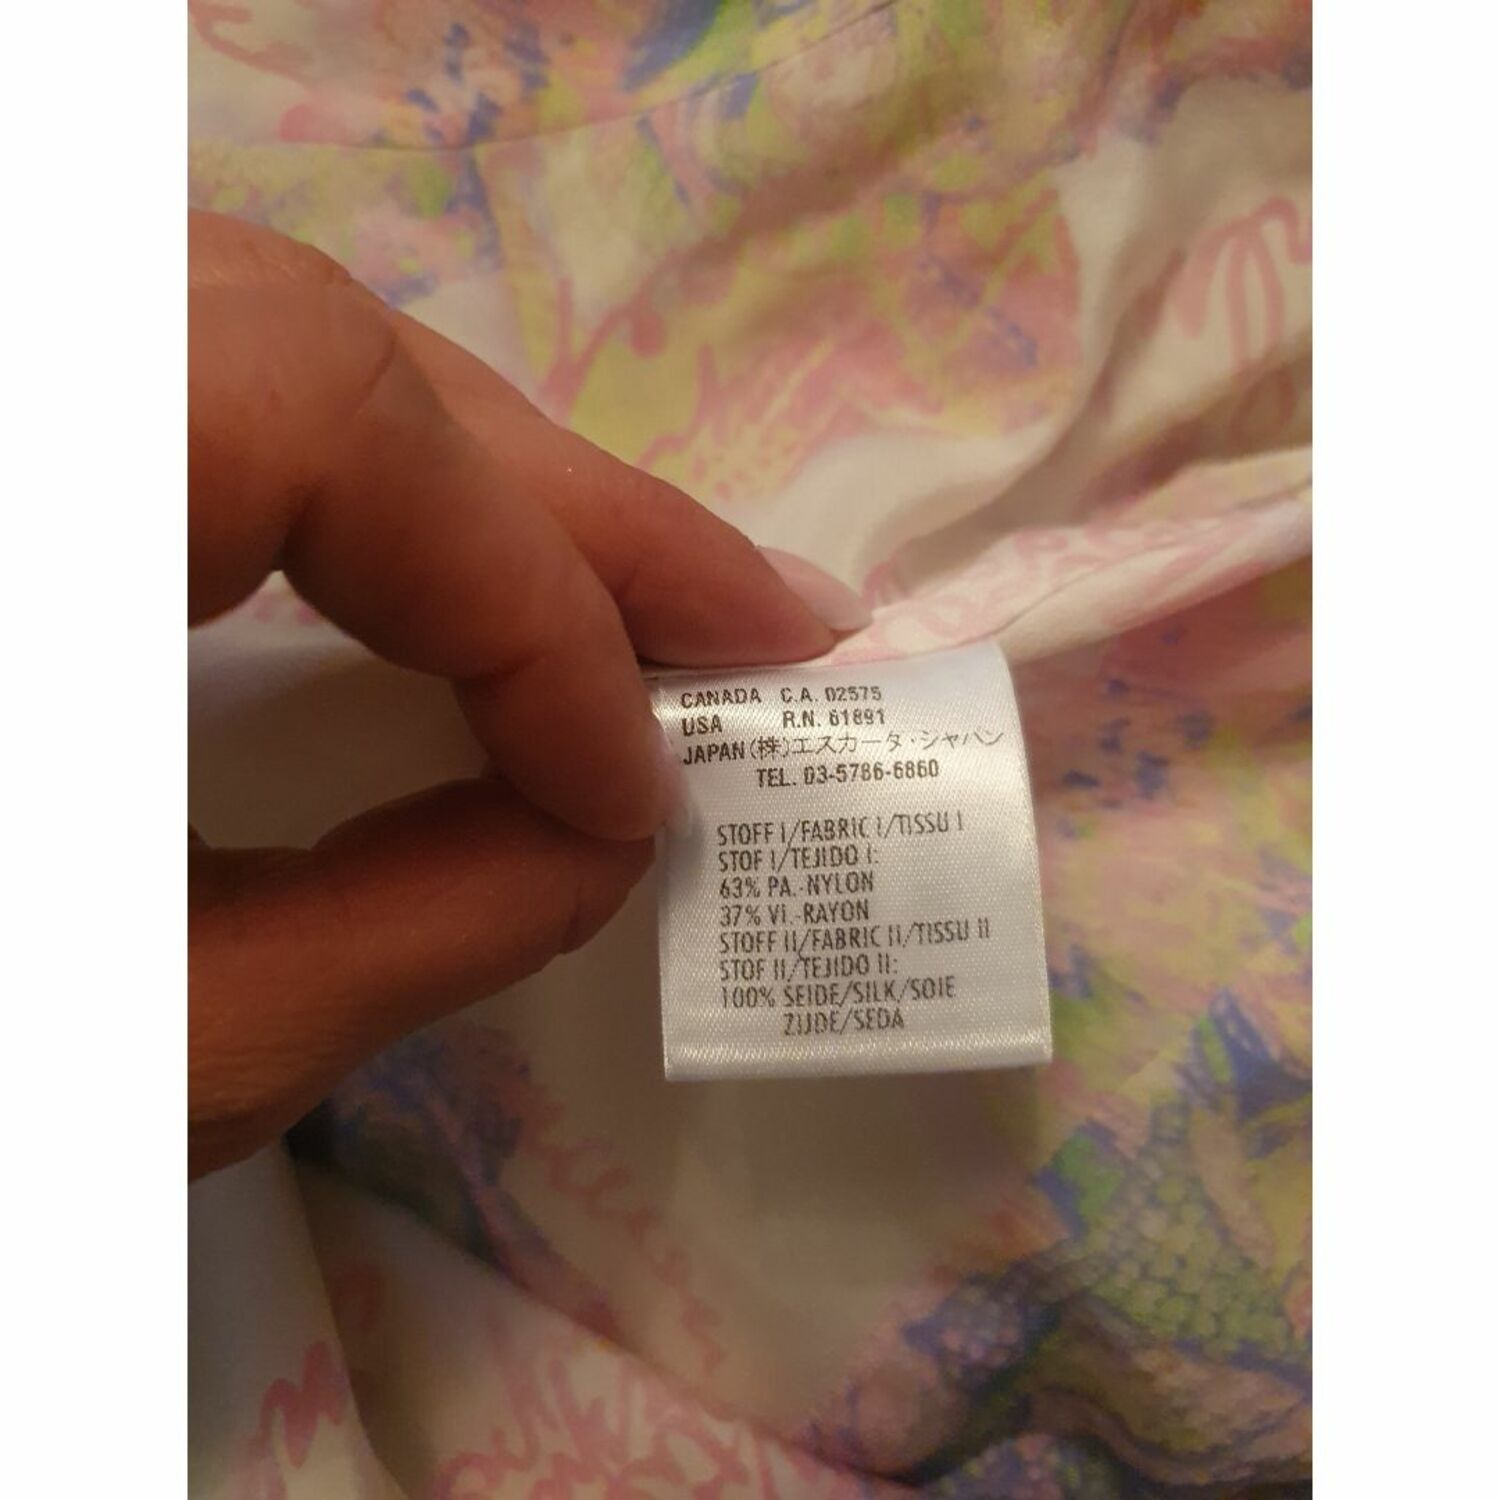 CANADA C.A. 02575
USA R.N. 61891
JAPAN (株)エスカータ・ジャパン
TEL. 03-5786-6860
STOFF I/FABRIC I/TISSU I
STOF I/TEJIDO I:
63% PA.-NYLON
37% VI.-RAYON
STOFF II/FABRIC II/TISSU II
STOF II/TEJIDO II:
100% SEIDE/SILK/SOIE
ZIJDE/SEDA